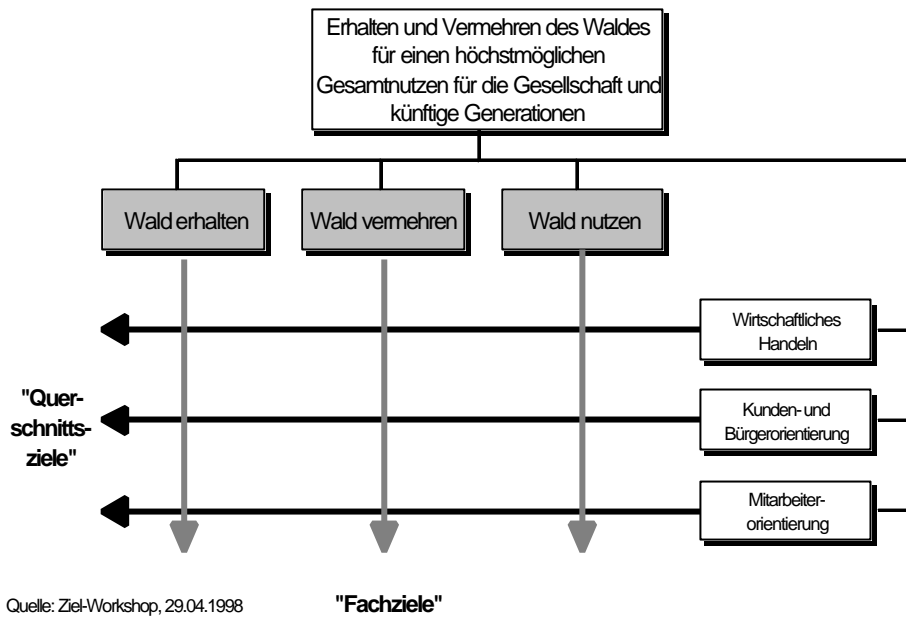 Erhalten und Vermehren des Waldes
für einen höchstmöglichen
Gesamtnutzen für die Gesellschaft und
künftige Generationen
Wald erhalten
Wald vermehren
Wald nutzen
Wirtschaftliches
Handeln
"Quer-
schnitts-
ziele"
Kunden- und
Bürgerorientierung
Mitarbeiter-
orientierung
Quelle: Ziel-Workshop, 29.04.1998
"Fachziele"